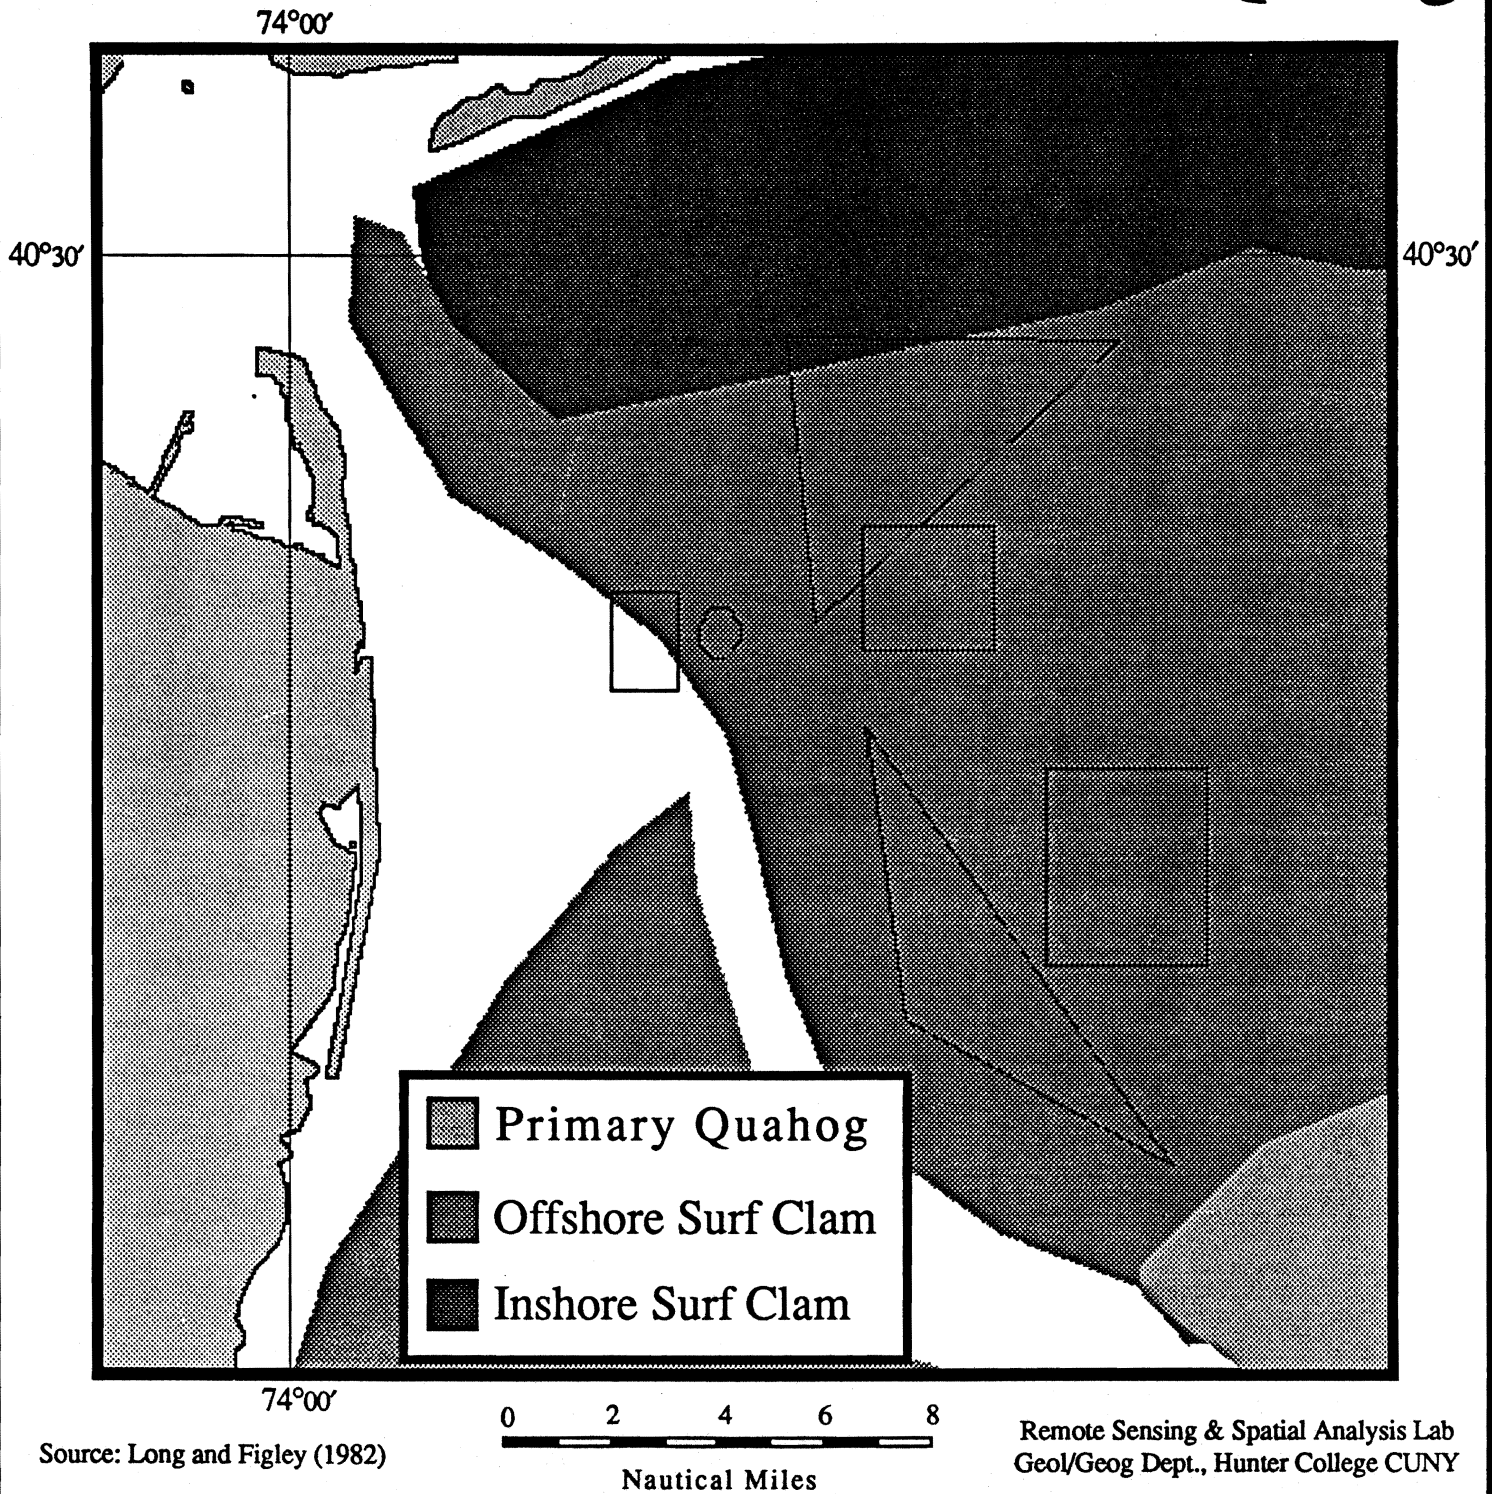 74°00′
40°30′
40°30′
Primary Quahog
Offshore Surf Clam
Inshore Surf Clam
74°00′
0 2 4 6 8
Nautical Miles
Source: Long and Figley (1982)
Remote Sensing & Spatial Analysis Lab
Geol/Geog Dept., Hunter College CUNY